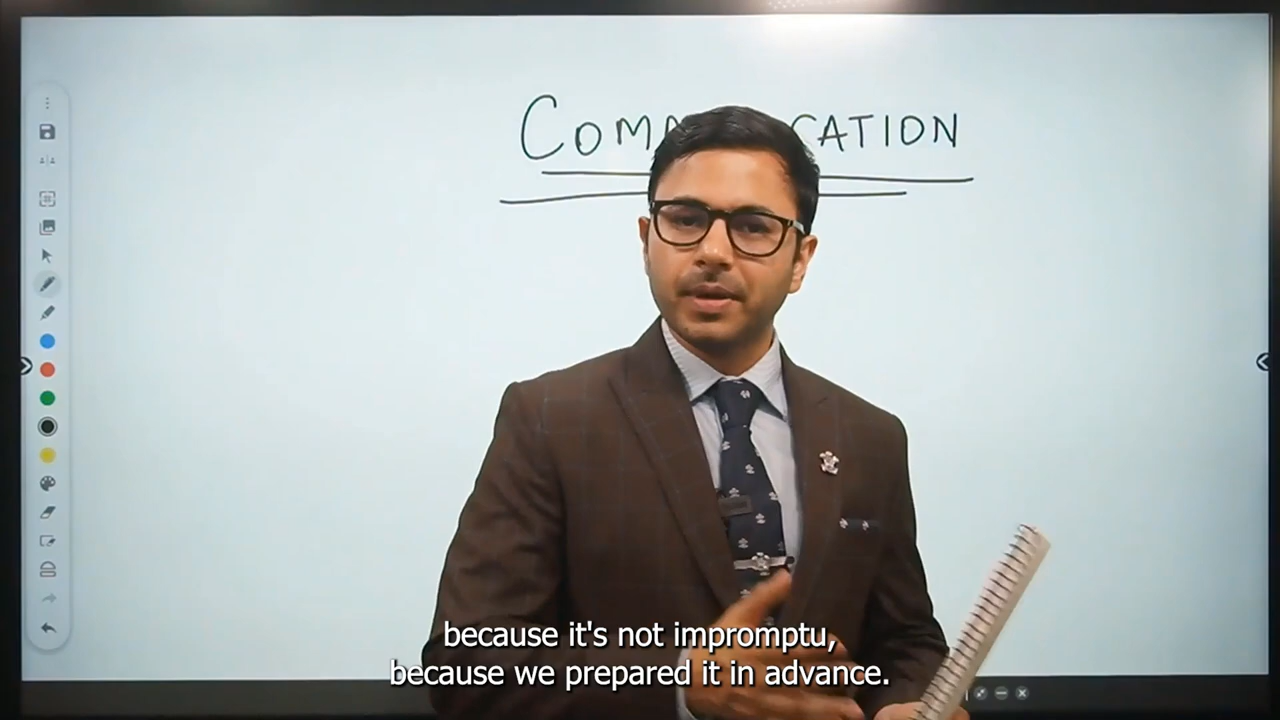 COMM CATION
because it's not impromptu,
because we prepared it in advance.